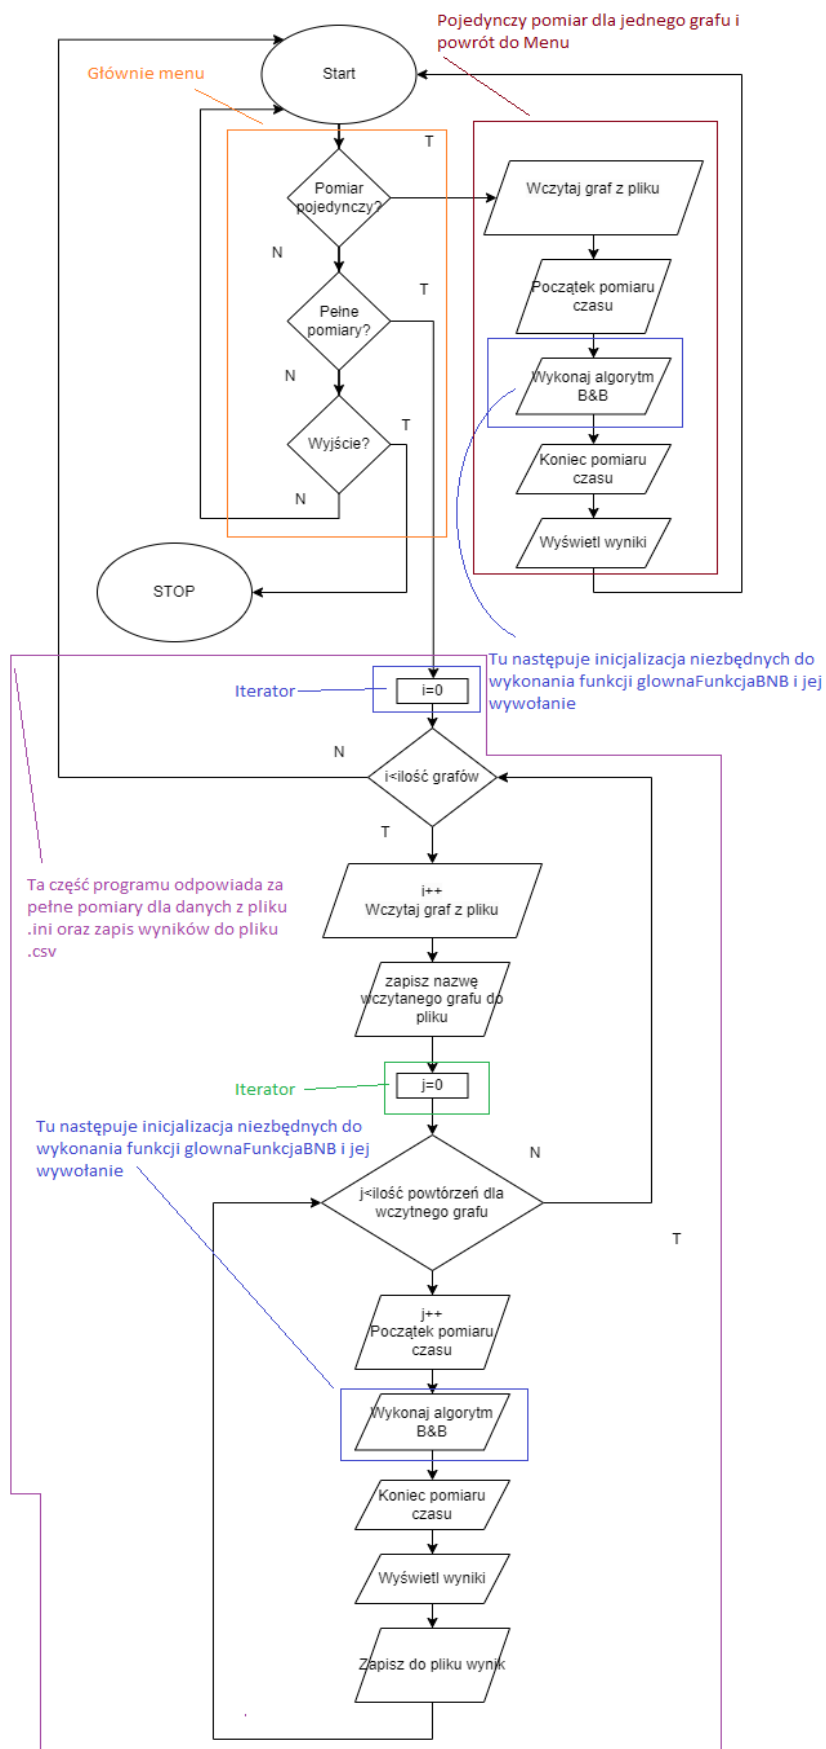 Pojedynczy pomiar dla jednego grafu i
powrót do Menu
Start
Głównie menu
T
Pomiar
pojedynczy?
Wczytaj graf z pliku
N
Początek pomiaru
czasu
T
Pełne
pomiary?
N
Wykonaj algorytm
B&B
T
Wyjście?
Koniec pomiaru
czasu
N
Wyświetl wyniki
STOP
Tu następuje inicjalizacja niezbędnych do
wykonania funkcji glownaFunkcjaBNB i jej
wywołanie
Iterator
i=0
N
i<ilość grafów
T
Ta część programu odpowiada za
pełne pomiary dla danych z pliku
.ini oraz zapis wyników do pliku
.csv
i++
Wczytaj graf z pliku
zapisz nazwę
wczytanego grafu do
pliku
Iterator
j=0
Tu następuje inicjalizacja niezbędnych do
wykonania funkcji glownaFunkcjaBNB i jej
wywołanie
N
j<ilość powtórzeń dla
wczytnego grafu
T
j++
Początek pomiaru
czasu
Wykonaj algorytm
B&B
Koniec pomiaru
czasu
Wyświetl wyniki
Zapisz do pliku wynik